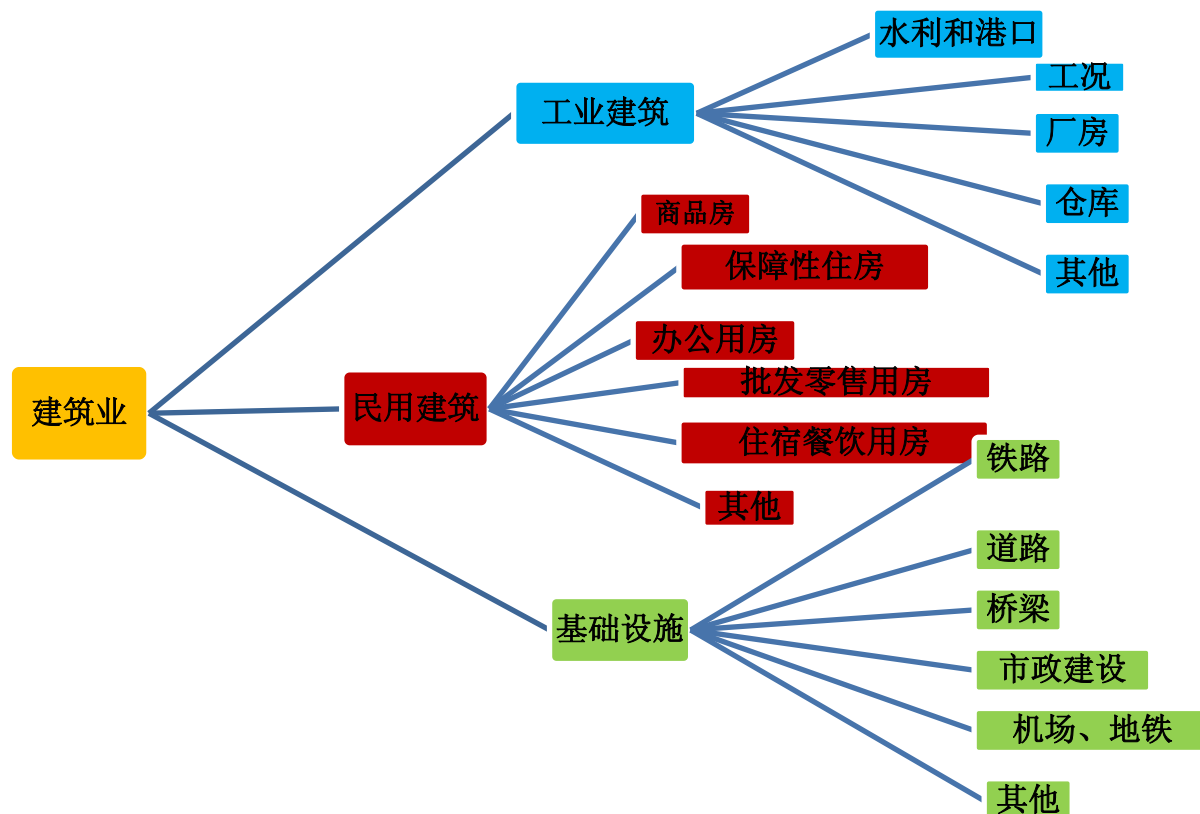 建筑业
工业建筑
水利和港口
工况
厂房
仓库
其他
民用建筑
商品房
保障性住房
办公用房
批发零售用房
住宿餐饮用房
其他
基础设施
铁路
道路
桥梁
市政建设
机场、地铁
其他